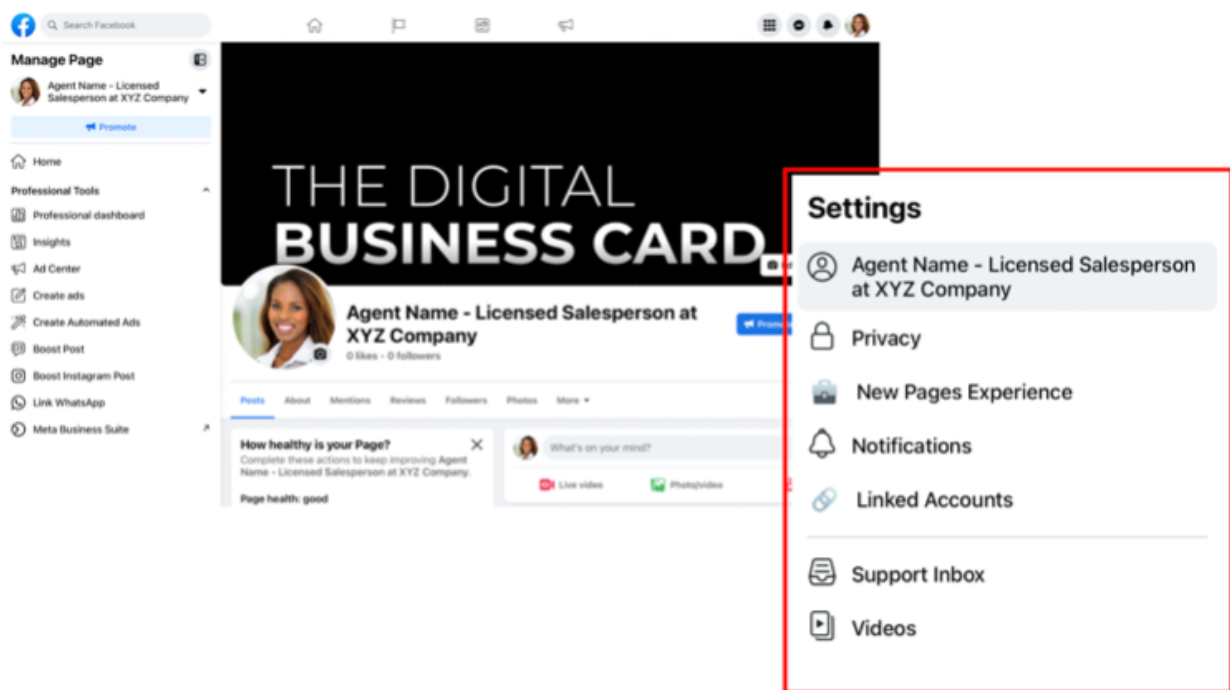 Search Facebook
Manage Page
Agent Name - Licensed
Salesperson at XYZ Company
Promote
Home
Professional Tools
Professional dashboard
Insights
Ad Center
Create ads
Create Automated Ads
Boost Post
Boost Instagram Post
Link WhatsApp
Meta Business Suite
THE DIGITAL
BUSINESS CARD
Agent Name - Licensed Salesperson at
XYZ Company
0 likes - 0 followers
Posts About Mentions Reviews Followers Photos More
How healthy is your Page?
Complete these actions to keep improving Agent
Name - Licensed Salesperson at XYZ Company.
Page health: good
What's on your mind?
Live video Photo/video
Settings
Agent Name - Licensed Salesperson
at XYZ Company
Privacy
New Pages Experience
Notifications
Linked Accounts
Support Inbox
Videos